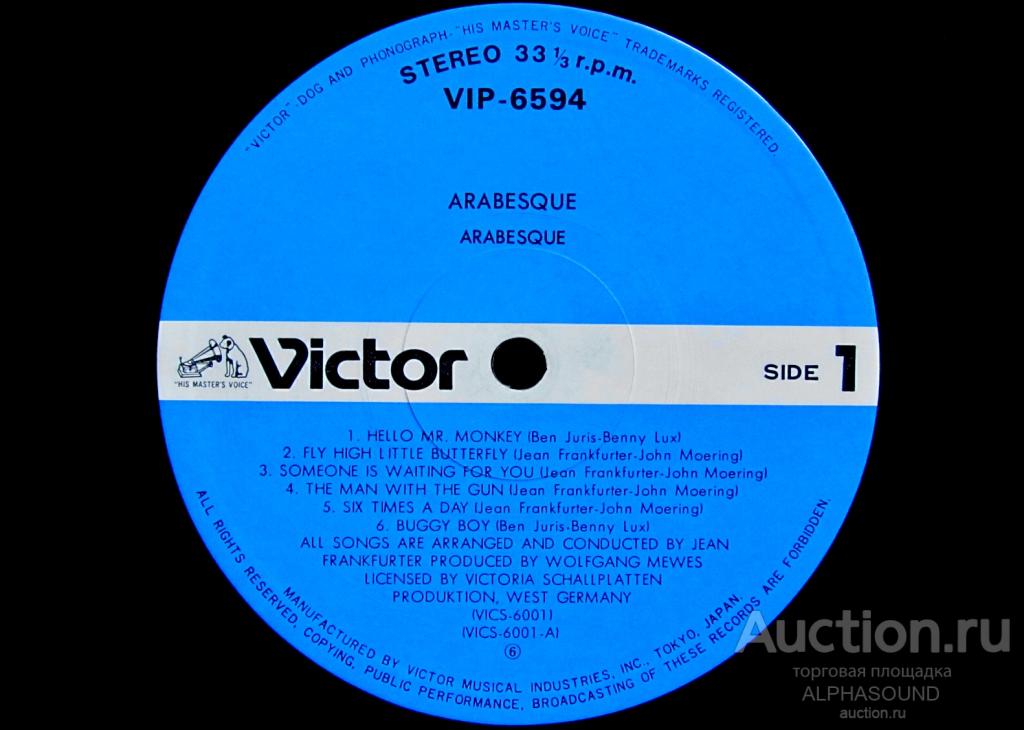 "VICTOR"-DOG AND PHONOGRAPH-"HIS MASTER'S VOICE" TRADEMARKS REGISTERED.
STEREO 33 1/3 r.p.m.
VIP-6594
ARABESQUE
ARABESQUE
"HIS MASTER'S VOICE"
Victor
SIDE 1
1. HELLO MR. MONKEY (Ben Juris-Benny Lux)
2. FLY HIGH LITTLE BUTTERFLY (Jean Frankfurter-John Moering)
3. SOMEONE IS WAITING FOR YOU (Jean Frankfurter-John Moering)
4. THE MAN WITH THE GUN (Jean Frankfurter-John Moering)
5. SIX TIMES A DAY (Jean Frankfurter-John Moering)
6. BUGGY BOY (Ben Juris-Benny Lux)
ALL SONGS ARE ARRANGED AND CONDUCTED BY JEAN
FRANKFURTER PRODUCED BY WOLFGANG MEWES
LICENSED BY VICTORIA SCHALLPLATTEN
PRODUKTION, WEST GERMANY
(VICS-6001)
(VICS-6001-A)
⑥
MANUFACTURED BY VICTOR MUSICAL INDUSTRIES, INC., TOKYO, JAPAN.
ALL RIGHTS RESERVED, COPYING, PUBLIC PERFORMANCE, BROADCASTING OF THESE RECORDS ARE FORBIDDEN.
Auction.ru
торговая площадка
ALPHASOUND
auction.ru